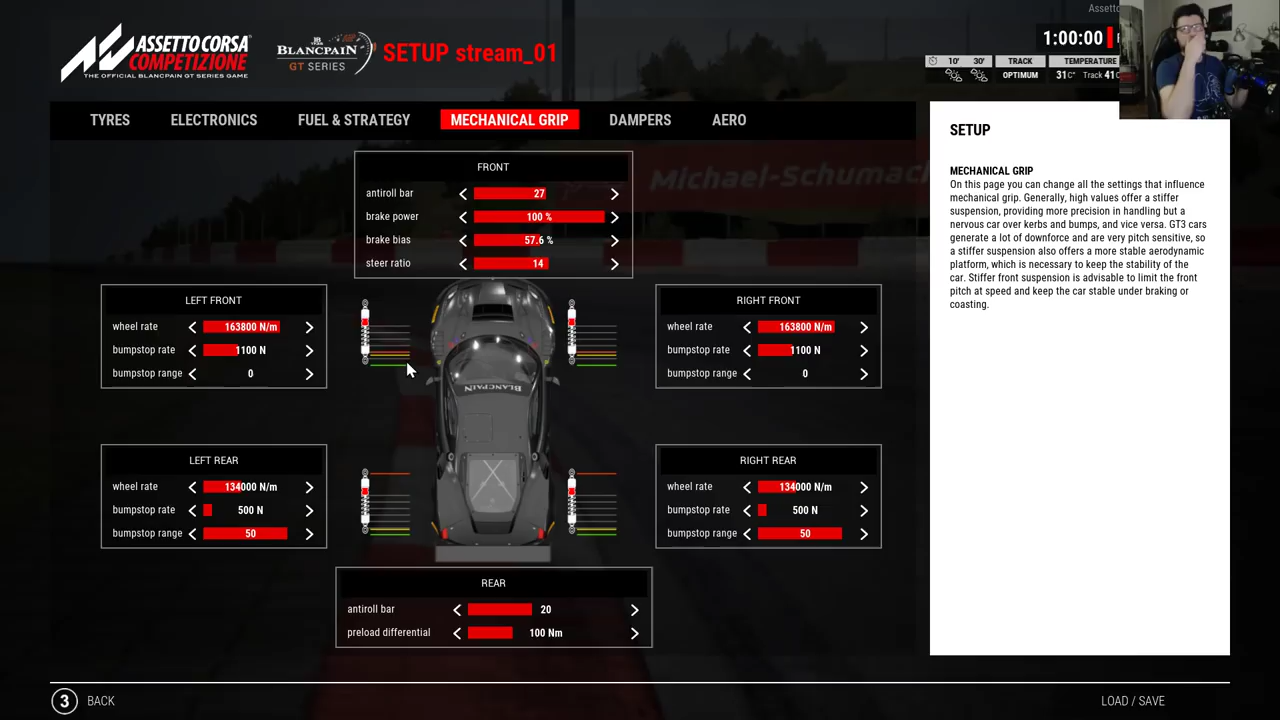 Assetto
ASSETTO CORSA
COMPETIZIONE
THE OFFICIAL BLANCPAIN GT SERIES GAME
BLANCPAIN
GT SERIES
SETUP stream_01
1:00:00
10' 30' TRACK TEMPERATURE
OPTIMUM 31C° Track 41C
TYRES ELECTRONICS FUEL & STRATEGY MECHANICAL GRIP DAMPERS AERO
FRONT
antiroll bar 27
brake power 100 %
brake bias 57.6 %
steer ratio 14
Michael-Schumach
LEFT FRONT
wheel rate 163800 N/m
bumpstop rate 1100 N
bumpstop range 0
RIGHT FRONT
wheel rate 163800 N/m
bumpstop rate 1100 N
bumpstop range 0
BLANCPAIN
LEFT REAR
wheel rate 134000 N/m
bumpstop rate 500 N
bumpstop range 50
RIGHT REAR
wheel rate 134000 N/m
bumpstop rate 500 N
bumpstop range 50
REAR
antiroll bar 20
preload differential 100 Nm
SETUP
MECHANICAL GRIP
On this page you can change all the settings that influence
mechanical grip. Generally, high values offer a stiffer
suspension, providing more precision in handling but a
nervous car over kerbs and bumps, and vice versa. GT3 cars
generate a lot of downforce and are very pitch sensitive, so
a stiffer suspension also offers a more stable aerodynamic
platform, which is necessary to keep the stability of the
car. Stiffer front suspension is advisable to limit the front
pitch at speed and keep the car stable under braking or
coasting.
3 BACK
LOAD / SAVE